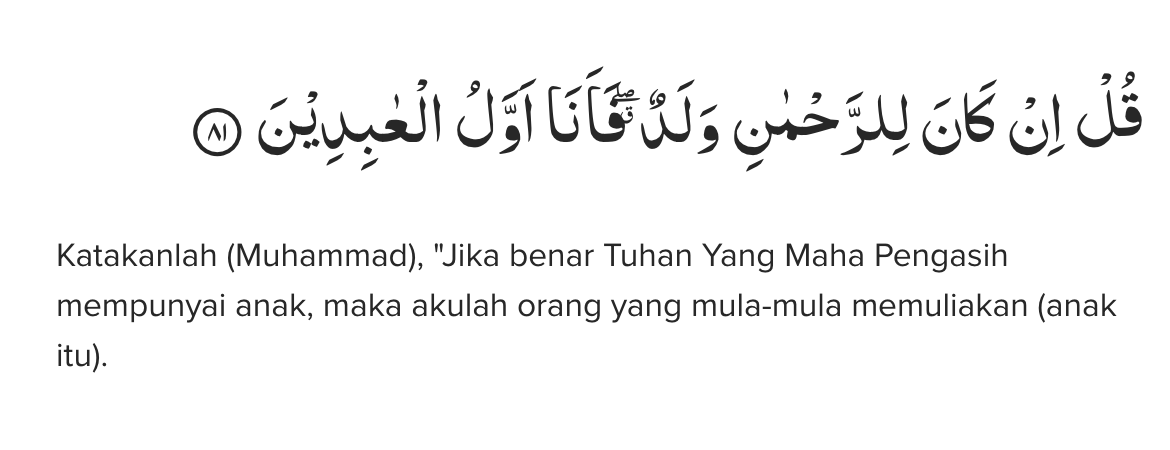 قُلْ اِنْ كَانَ لِلرَّحْمٰنِ وَلَدٌ ۖفَاَنَا۠ اَوَّلُ الْعٰبِدِيْنَ ٨١
Katakanlah (Muhammad), "Jika benar Tuhan Yang Maha Pengasih
mempunyai anak, maka akulah orang yang mula-mula memuliakan (anak
itu).